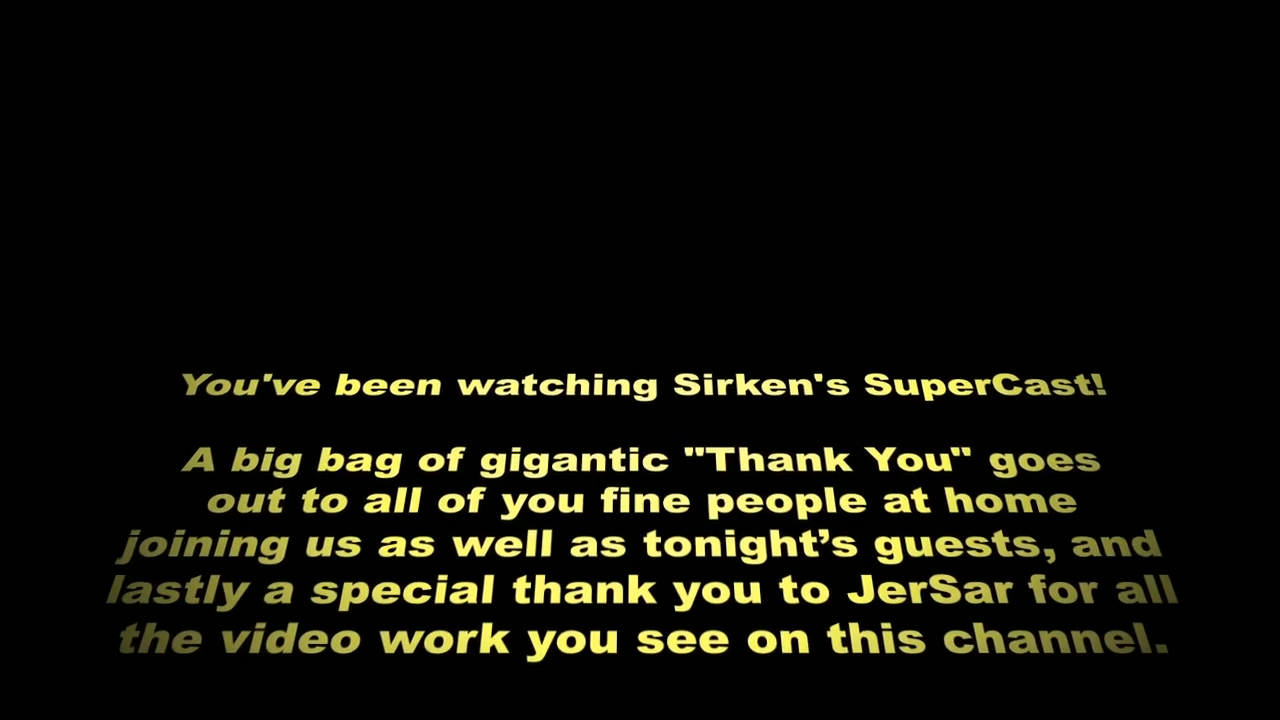 You've been watching Sirken's SuperCast!
A big bag of gigantic "Thank You" goes
out to all of you fine people at home
joining us as well as tonight’s guests, and
lastly a special thank you to JerSar for all
the video work you see on this channel.